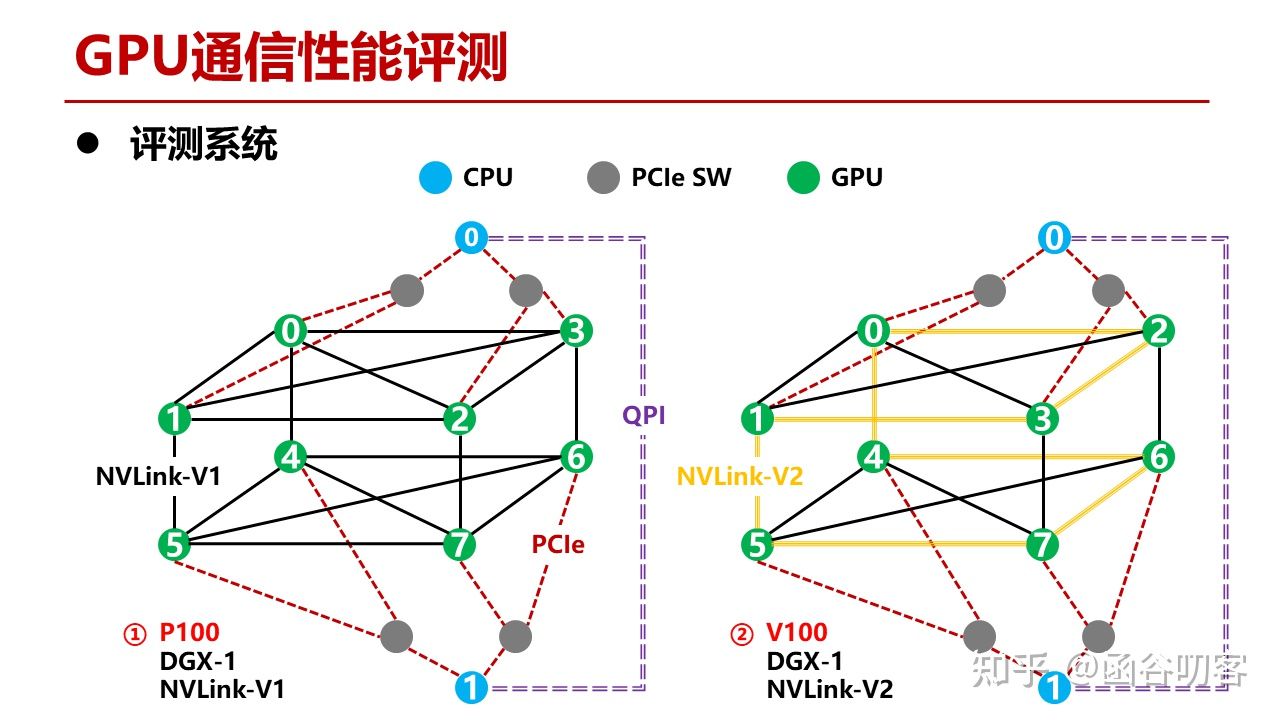 GPU通信性能评测
● 评测系统
CPU PCIe SW GPU
0
0 3
1 2
4 6
5 7
1
NVLink-V1
QPI
PCIe
① P100
DGX-1
NVLink-V1
0
0 2
1 3
4 6
5 7
1
NVLink-V2
② V100
DGX-1
NVLink-V2
知乎 @函谷叨客